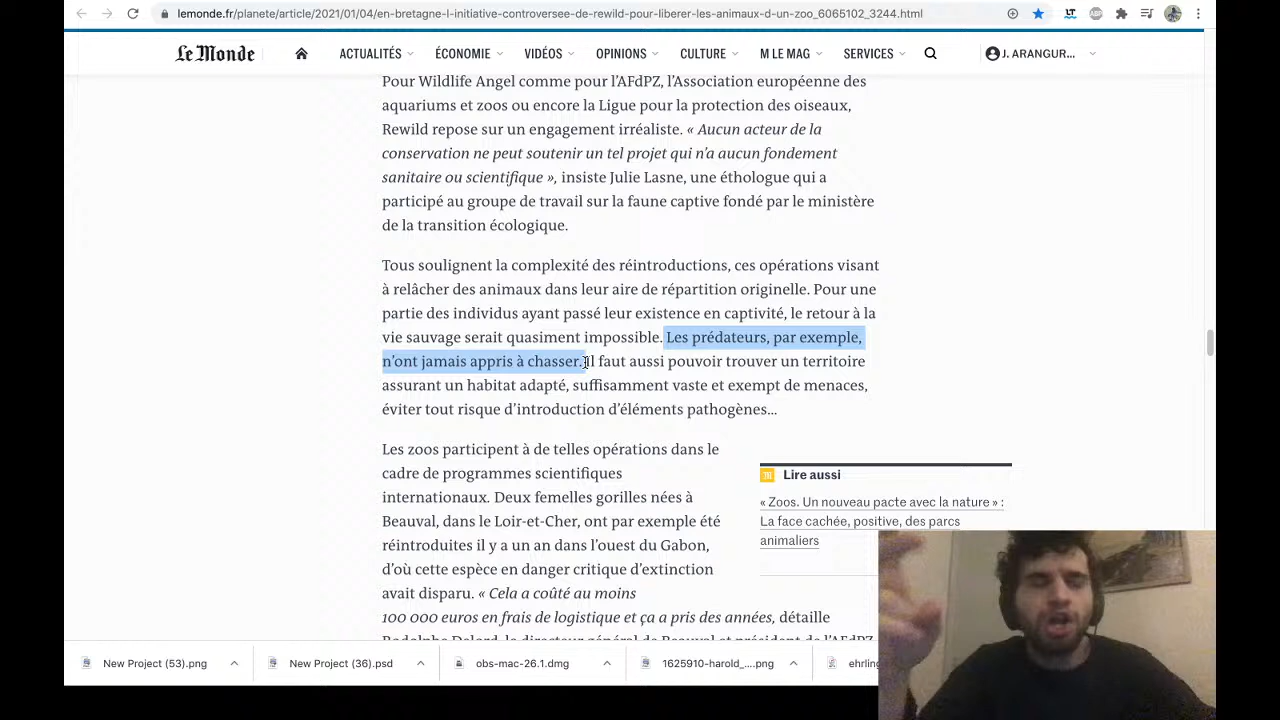 lemonde.fr/planete/article/2021/01/04/en-bretagne-l-initiative-controversee-de-rewild-pour-liberer-les-animaux-d-un-zoo_6065102_3244.html
LT
ABP
Le Monde
ACTUALITÉS
ÉCONOMIE
VIDÉOS
OPINIONS
CULTURE
M LE MAG
SERVICES
J. ARANGUR...
Pour Wildlife Angel comme pour l’AFdPZ, l’Association européenne des
aquariums et zoos ou encore la Ligue pour la protection des oiseaux,
Rewild repose sur un engagement irréaliste. « Aucun acteur de la
conservation ne peut soutenir un tel projet qui n’a aucun fondement
sanitaire ou scientifique », insiste Julie Lasne, une éthologue qui a
participé au groupe de travail sur la faune captive fondé par le ministère
de la transition écologique.
Tous soulignent la complexité des réintroductions, ces opérations visant
à relâcher des animaux dans leur aire de répartition originelle. Pour une
partie des individus ayant passé leur existence en captivité, le retour à la
vie sauvage serait quasiment impossible. Les prédateurs, par exemple,
n’ont jamais appris à chasser. Il faut aussi pouvoir trouver un territoire
assurant un habitat adapté, suffisamment vaste et exempt de menaces,
éviter tout risque d’introduction d’éléments pathogènes…
Les zoos participent à de telles opérations dans le
cadre de programmes scientifiques
internationaux. Deux femelles gorilles nées à
Beauval, dans le Loir-et-Cher, ont par exemple été
réintroduites il y a un an dans l’ouest du Gabon,
d’où cette espèce en danger critique d’extinction
avait disparu. « Cela a coûté au moins
100 000 euros en frais de logistique et ça a pris des années, détaille
Rodolphe Delord, le directeur général de Beauval et président de l’AFdPZ
Lire aussi
« Zoos. Un nouveau pacte avec la nature » :
La face cachée, positive, des parcs
animaliers
New Project (53).png
New Project (36).psd
obs-mac-26.1.dmg
1625910-harold_....png
ehrling